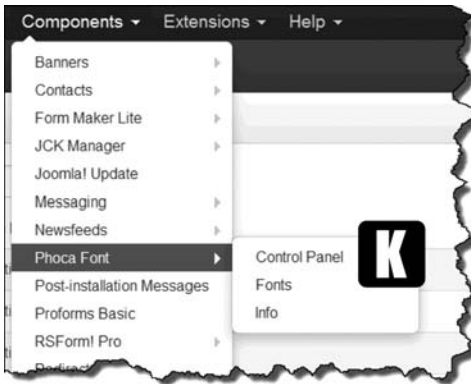 Components Extensions Help
Banners
Contacts
Form Maker Lite
JCK Manager
Joomla! Update
Messaging
Newsfeeds
Phoca Font
Control Panel
Fonts
Info
K
Post-installation Messages
Proforms Basic
RSForm! Pro
Redirect